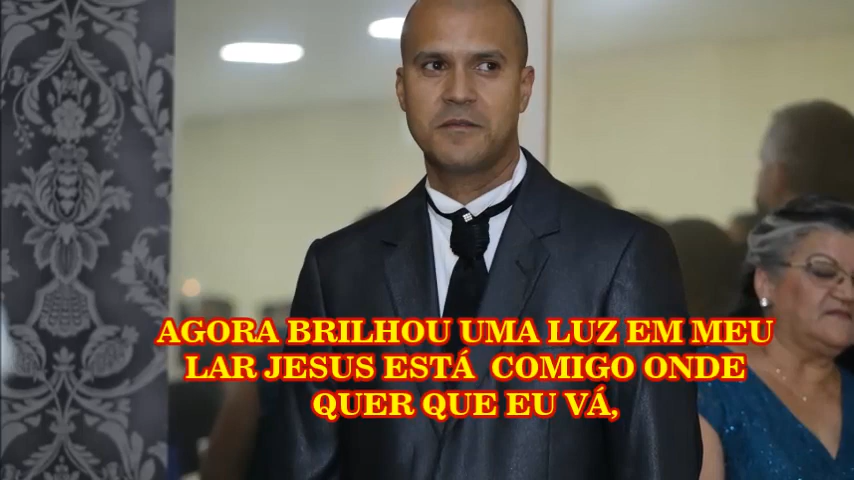 AGORA BRILHOU UMA LUZ EM MEU
LAR JESUS ESTÁ COMIGO ONDE
QUER QUE EU VÁ,